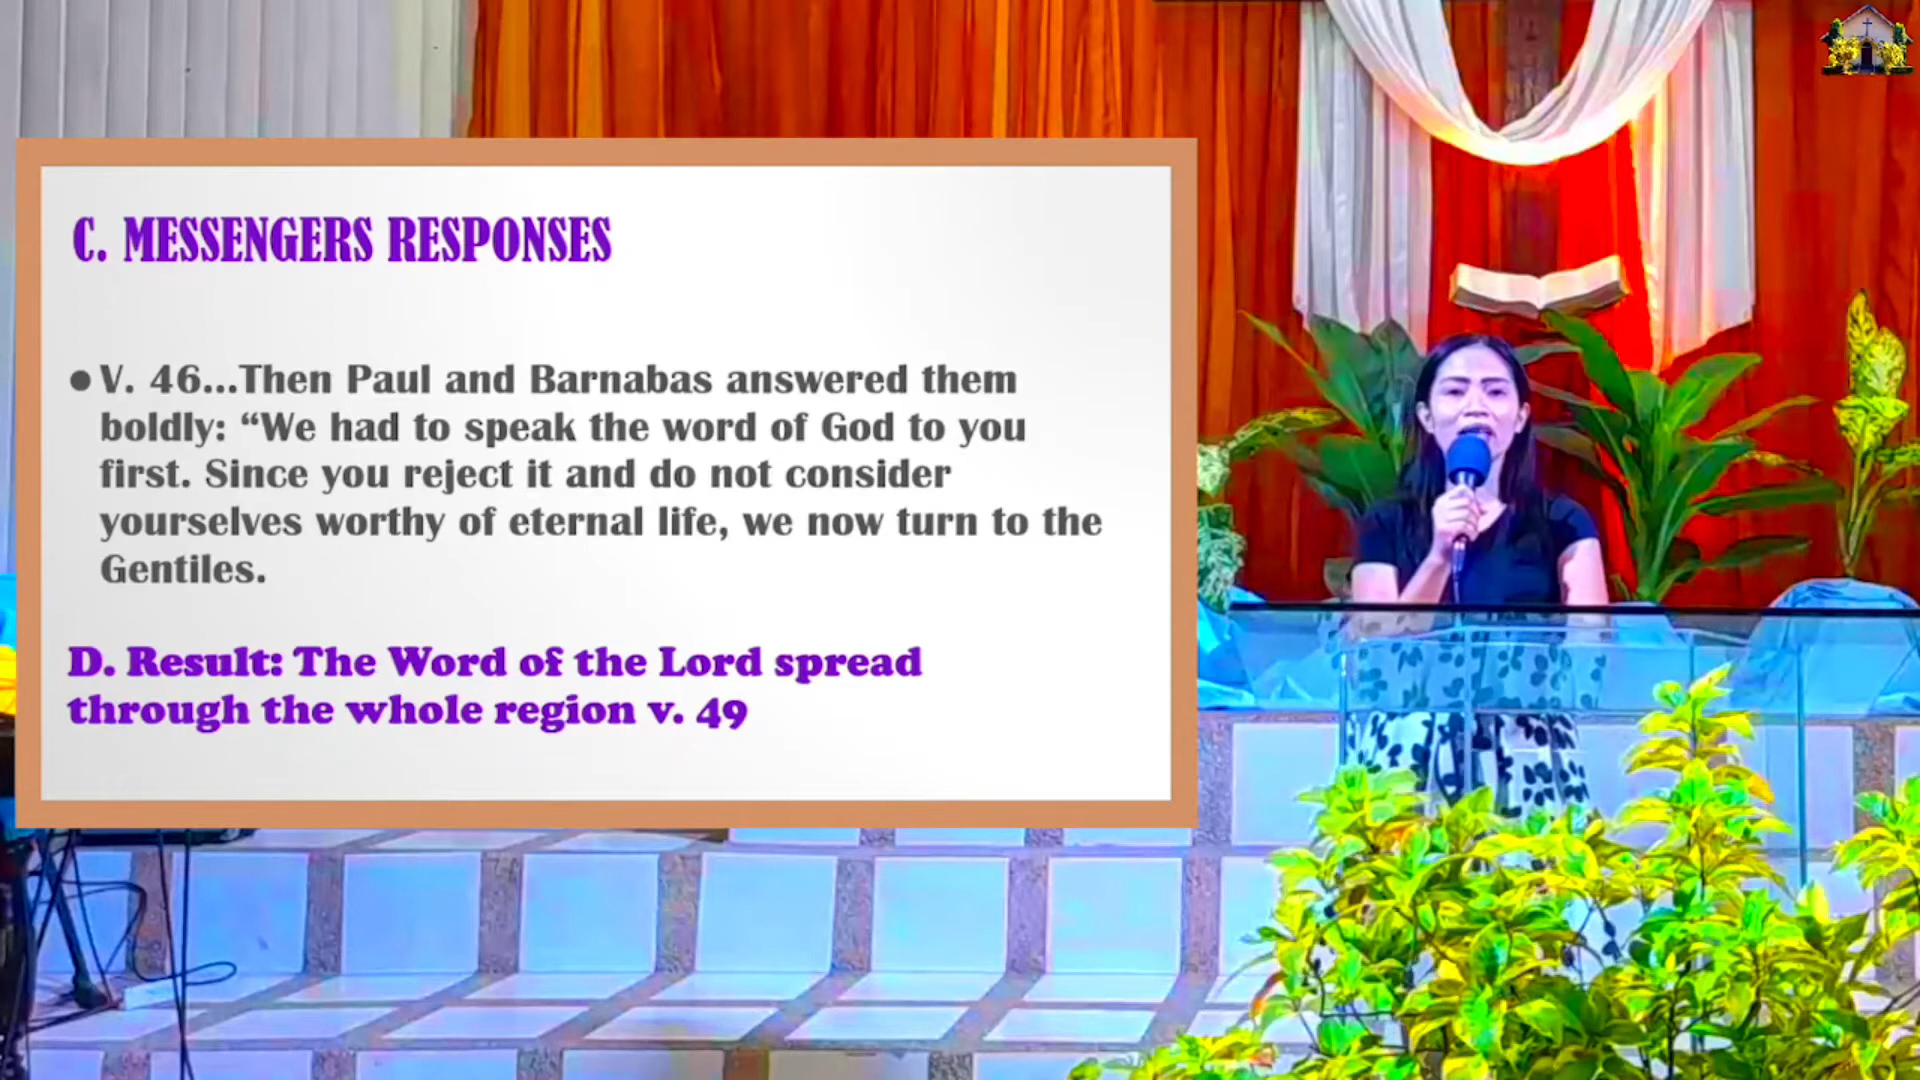 C. MESSENGERS RESPONSES
● V. 46...Then Paul and Barnabas answered them
boldly: “We had to speak the word of God to you
first. Since you reject it and do not consider
yourselves worthy of eternal life, we now turn to the
Gentiles.
D. Result: The Word of the Lord spread
through the whole region v. 49